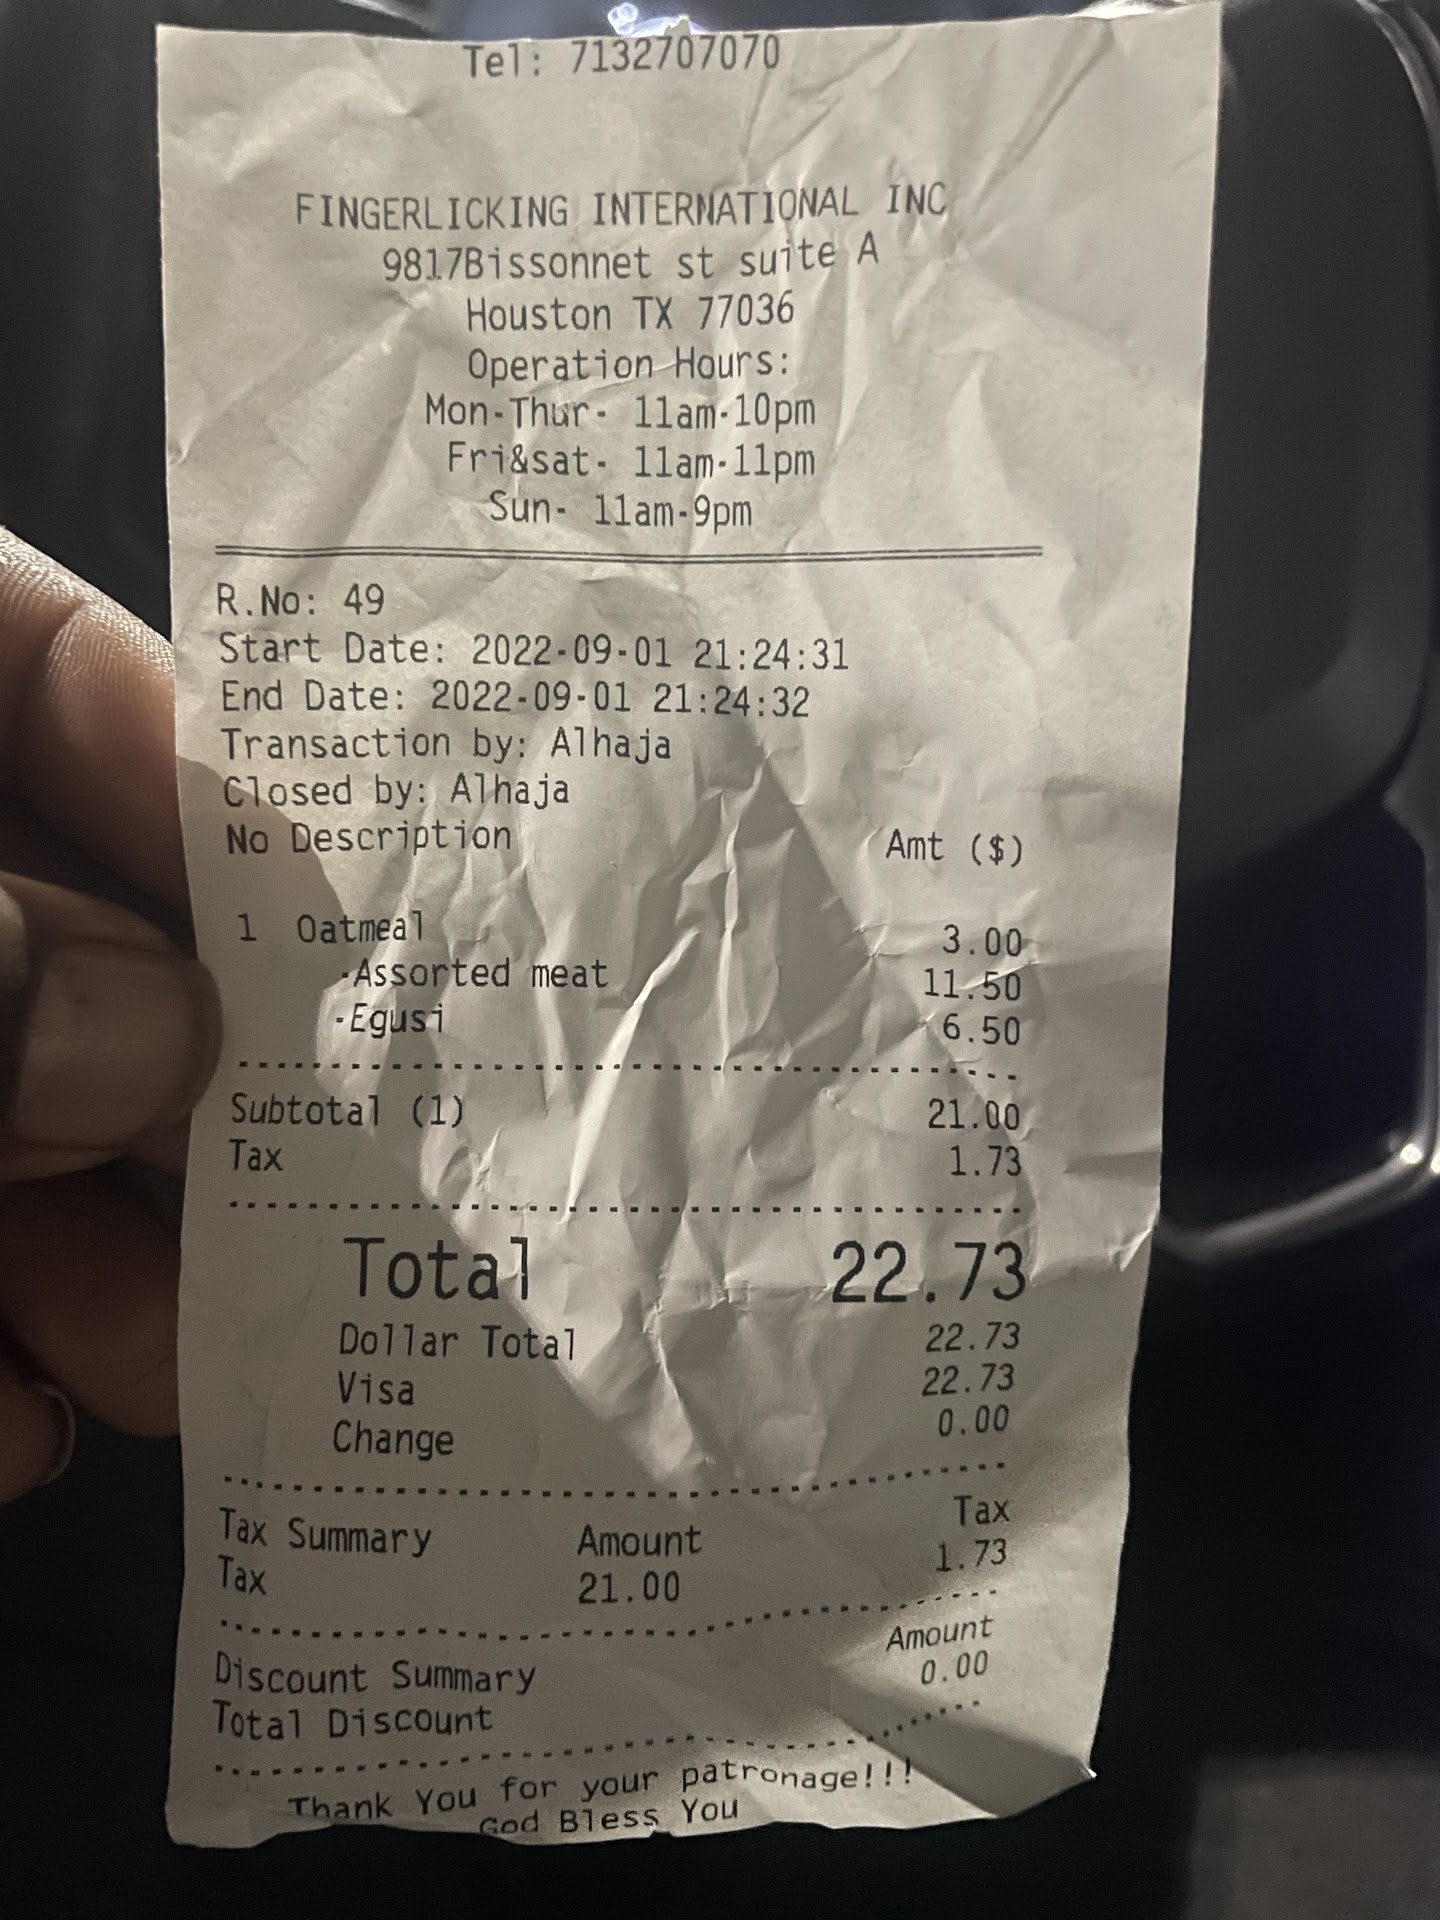 Tel: 7132707070
FINGERLICKING INTERNATIONAL INC
9817Bissonnet st suite A
Houston TX 77036
Operation Hours:
Mon-Thur- 11am-10pm
Fri&sat- 11am-11pm
Sun- 11am-9pm
R.No: 49
Start Date: 2022-09-01 21:24:31
End Date: 2022-09-01 21:24:32
Transaction by: Alhaja
Closed by: Alhaja
No Description Amt ($)
1 Oatmeal 3.00
-Assorted meat 11.50
-Egusi 6.50
Subtotal (1) 21.00
Tax 1.73
Total 22.73
Dollar Total 22.73
Visa 22.73
Change 0.00
Tax Summary Amount Tax
Tax 21.00 1.73
Discount Summary Amount
Total Discount 0.00
Thank You for your patronage!!!
God Bless You